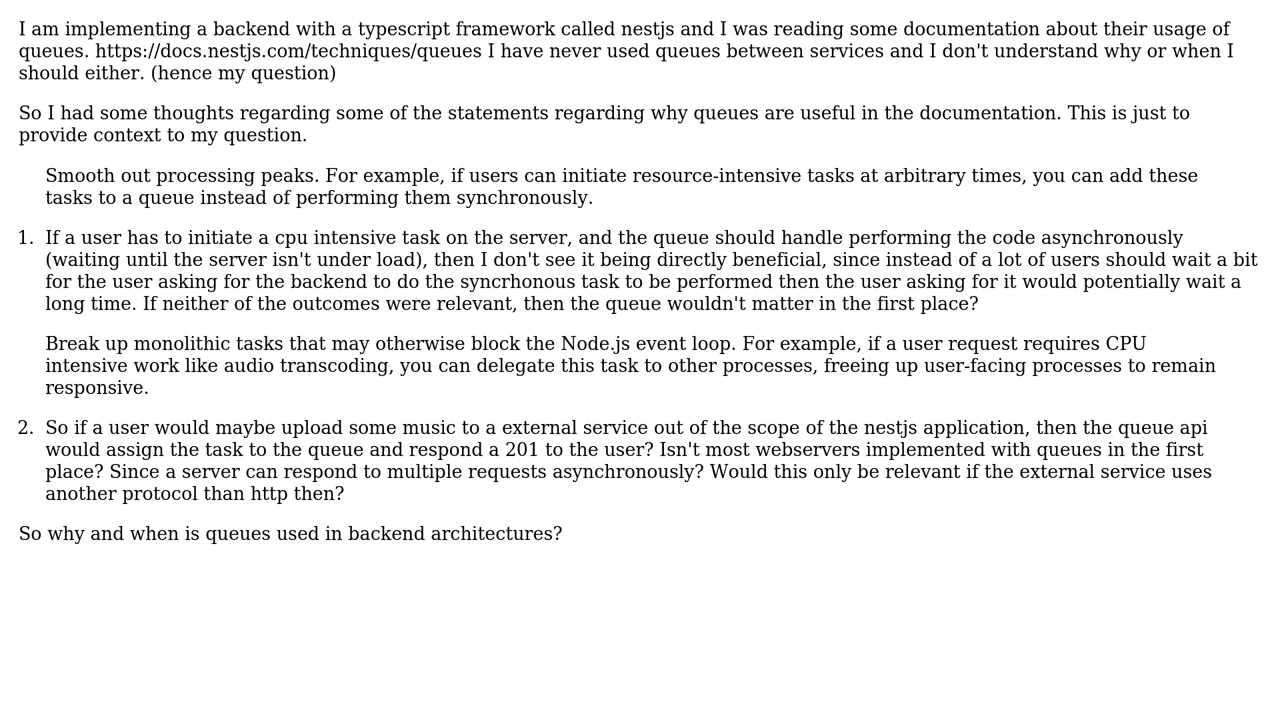 I am implementing a backend with a typescript framework called nestjs and I was reading some documentation about their usage of
queues. https://docs.nestjs.com/techniques/queues I have never used queues between services and I don't understand why or when I
should either. (hence my question)
So I had some thoughts regarding some of the statements regarding why queues are useful in the documentation. This is just to
provide context to my question.
Smooth out processing peaks. For example, if users can initiate resource-intensive tasks at arbitrary times, you can add these
tasks to a queue instead of performing them synchronously.
1. If a user has to initiate a cpu intensive task on the server, and the queue should handle performing the code asynchronously
(waiting until the server isn't under load), then I don't see it being directly beneficial, since instead of a lot of users should wait a bit
for the user asking for the backend to do the syncrhonous task to be performed then the user asking for it would potentially wait a
long time. If neither of the outcomes were relevant, then the queue wouldn't matter in the first place?
Break up monolithic tasks that may otherwise block the Node.js event loop. For example, if a user request requires CPU
intensive work like audio transcoding, you can delegate this task to other processes, freeing up user-facing processes to remain
responsive.
2. So if a user would maybe upload some music to a external service out of the scope of the nestjs application, then the queue api
would assign the task to the queue and respond a 201 to the user? Isn't most webservers implemented with queues in the first
place? Since a server can respond to multiple requests asynchronously? Would this only be relevant if the external service uses
another protocol than http then?
So why and when is queues used in backend architectures?